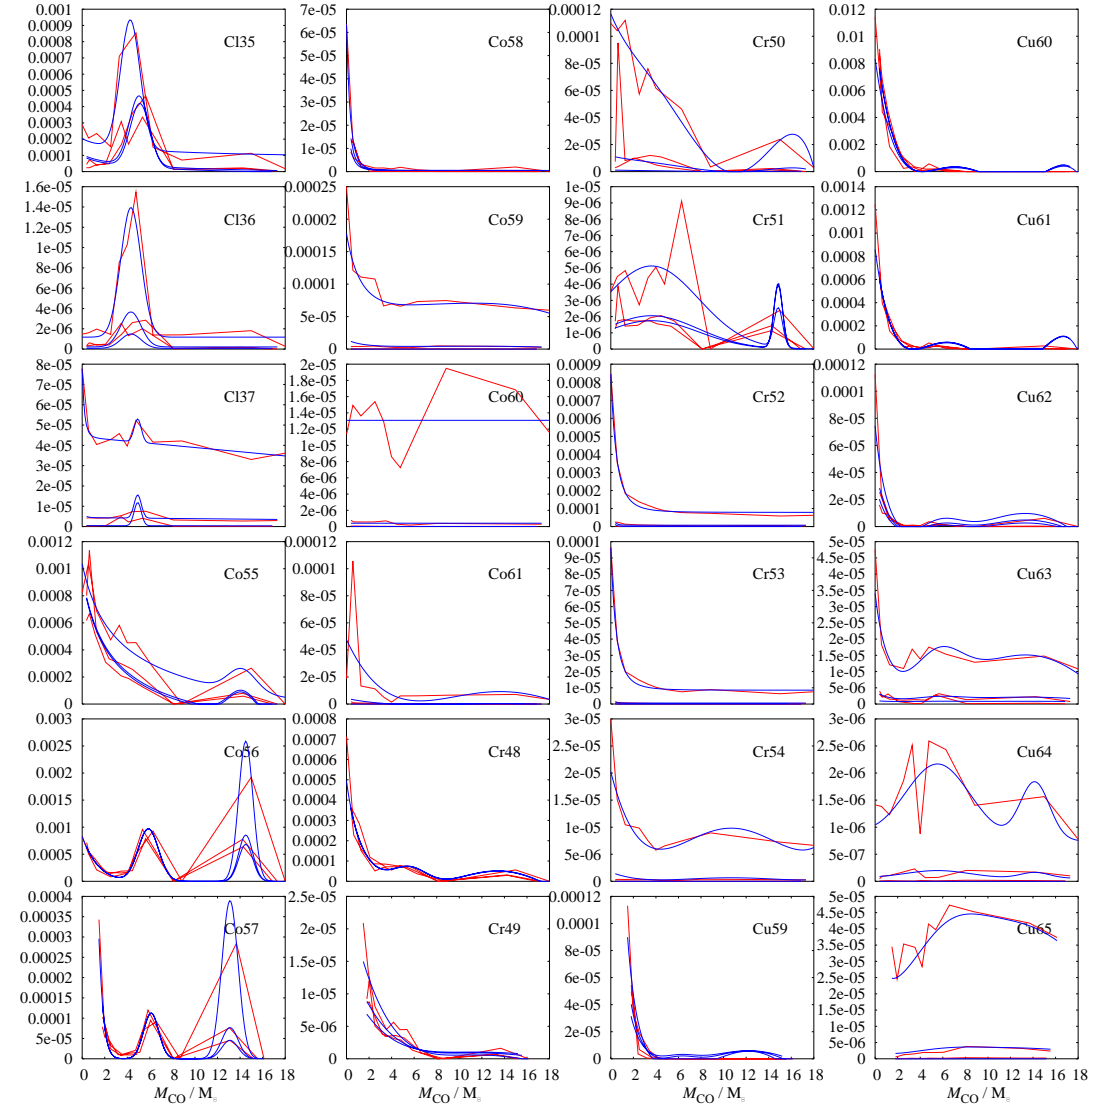 0.001
0.0009
0.0008
0.0007
0.0006
0.0005
0.0004
0.0003
0.0002
0.0001
0
Cl35
7e-05
6e-05
5e-05
4e-05
3e-05
2e-05
1e-05
0
Co58
0.00012
0.0001
8e-05
6e-05
4e-05
2e-05
0
Cr50
0.012
0.01
0.008
0.006
0.004
0.002
0
Cu60
1.6e-05
1.4e-05
1.2e-05
1e-05
8e-06
6e-06
4e-06
2e-06
0
Cl36
0.00025
0.0002
0.00015
0.0001
5e-05
0
Co59
1e-05
9e-06
8e-06
7e-06
6e-06
5e-06
4e-06
3e-06
2e-06
1e-06
0
Cr51
0.0014
0.0012
0.001
0.0008
0.0006
0.0004
0.0002
0
Cu61
8e-05
7e-05
6e-05
5e-05
4e-05
3e-05
2e-05
1e-05
0
Cl37
2e-05
1.8e-05
1.6e-05
1.4e-05
1.2e-05
1e-05
8e-06
6e-06
4e-06
2e-06
0
Co60
0.0009
0.0008
0.0007
0.0006
0.0005
0.0004
0.0003
0.0002
0.0001
0
Cr52
0.00012
0.0001
8e-05
6e-05
4e-05
2e-05
0
Cu62
0.0012
0.001
0.0008
0.0006
0.0004
0.0002
0
Co55
0.00012
0.0001
8e-05
6e-05
4e-05
2e-05
0
Co61
0.0001
9e-05
8e-05
7e-05
6e-05
5e-05
4e-05
3e-05
2e-05
1e-05
0
Cr53
5e-05
4.5e-05
4e-05
3.5e-05
3e-05
2.5e-05
2e-05
1.5e-05
1e-05
5e-06
0
Cu63
0.003
0.0025
0.002
0.0015
0.001
0.0005
0
Co56
0.0008
0.0007
0.0006
0.0005
0.0004
0.0003
0.0002
0.0001
0
Cr48
3e-05
2.5e-05
2e-05
1.5e-05
1e-05
5e-06
0
Cr54
3e-06
2.5e-06
2e-06
1.5e-06
1e-06
5e-07
0
Cu64
0.0004
0.00035
0.0003
0.00025
0.0002
0.00015
0.0001
5e-05
0
Co57
0 2 4 6 8 10 12 14 16 18
M_CO / M
2.5e-05
2e-05
1.5e-05
1e-05
5e-06
0
Cr49
0 2 4 6 8 10 12 14 16 18
M_CO / M
0.00012
0.0001
8e-05
6e-05
4e-05
2e-05
0
Cu59
0 2 4 6 8 10 12 14 16 18
M_CO / M
5e-05
4.5e-05
4e-05
3.5e-05
3e-05
2.5e-05
2e-05
1.5e-05
1e-05
5e-06
0
Cu65
0 2 4 6 8 10 12 14 16 18
M_CO / M